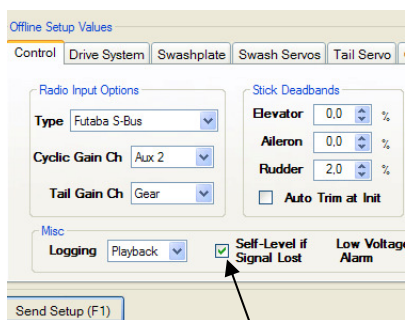 Offline Setup Values
Control Drive System Swashplate Swash Servos Tail Servo
Radio Input Options
Type Futaba S-Bus
Cyclic Gain Ch Aux 2
Tail Gain Ch Gear
Stick Deadbands
Elevator 0,0 %
Aileron 0,0 %
Rudder 2,0 %
Auto Trim at Init
Misc
Logging Playback
Self-Level if
Signal Lost
Low Voltage
Alarm
Send Setup (F1)